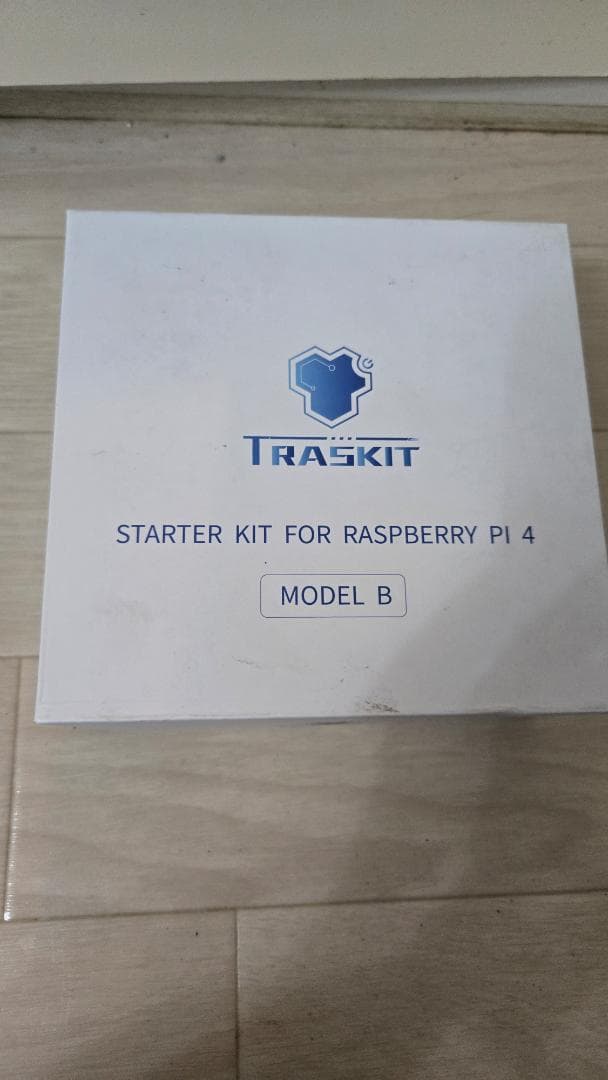 TRASKIT
STARTER KIT FOR RASPBERRY PI 4
MODEL B